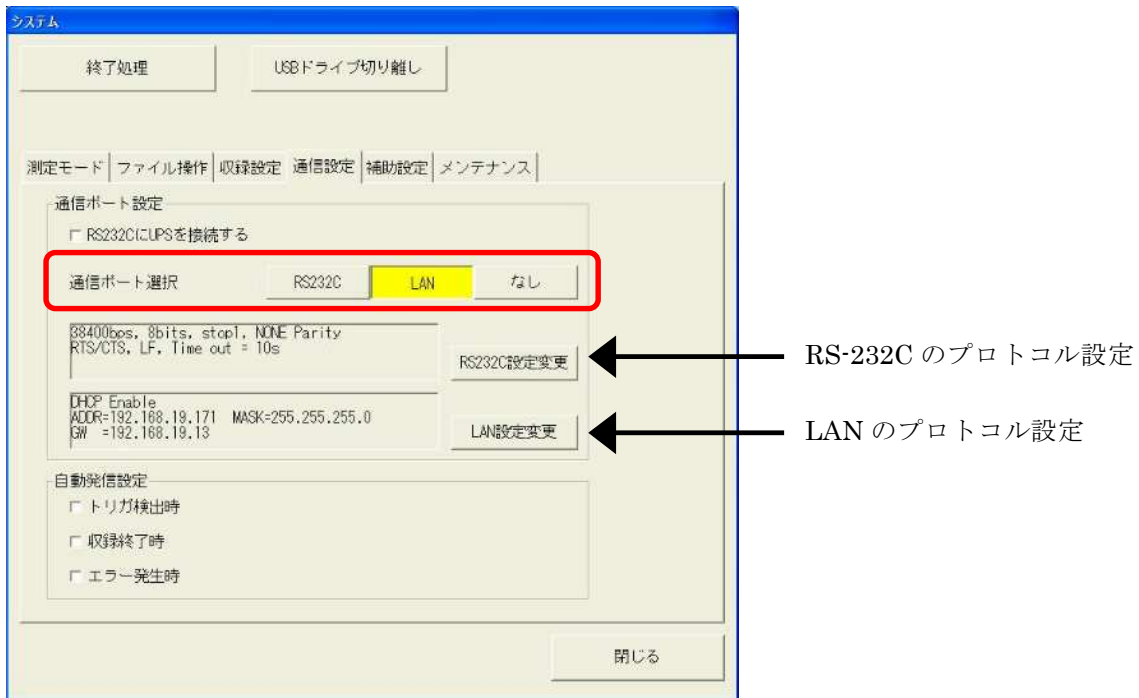 システム
終了処理 USBドライブ切り離し
測定モード ファイル操作 収録設定 通信設定 補助設定 メンテナンス
通信ポート設定
RS232CにUPSを接続する
通信ポート選択 RS232C LAN なし
38400bps, 8bits, stop1, NONE Parity
RTS/CTS, LF, Time out = 10s
RS232C設定変更
RS-232C のプロトコル設定
DHCP Enable
ADDR=192.168.19.171 MASK=255.255.255.0
GW =192.168.19.13
LAN設定変更
LAN のプロトコル設定
自動発信設定
トリガ検出時
収録終了時
エラー発生時
閉じる